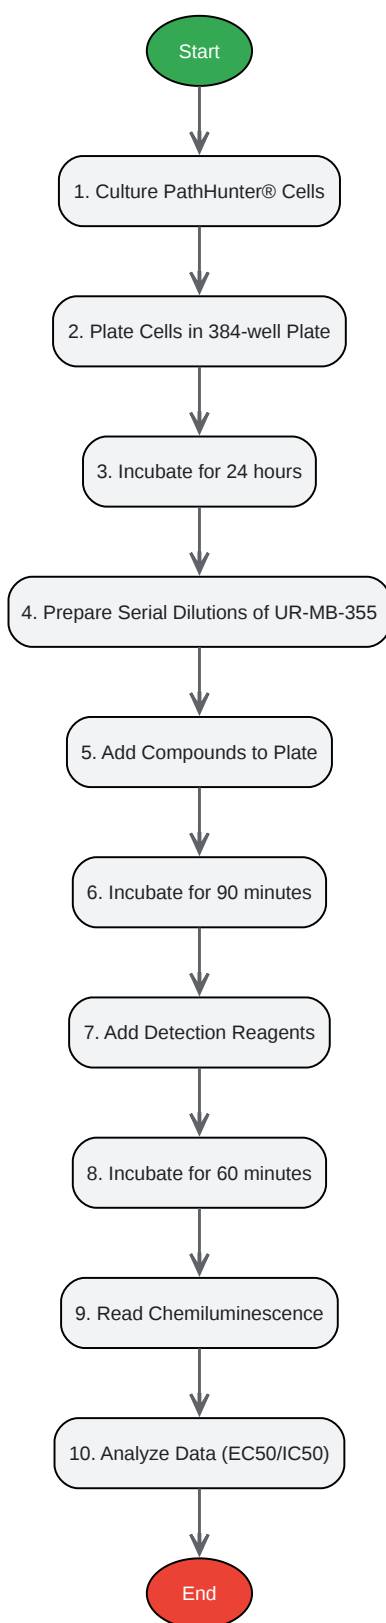 Start
1. Culture PathHunter® Cells
2. Plate Cells in 384-well Plate
3. Incubate for 24 hours
4. Prepare Serial Dilutions of UR-MB-355
5. Add Compounds to Plate
6. Incubate for 90 minutes
7. Add Detection Reagents
8. Incubate for 60 minutes
9. Read Chemiluminescence
10. Analyze Data (EC50/IC50)
End